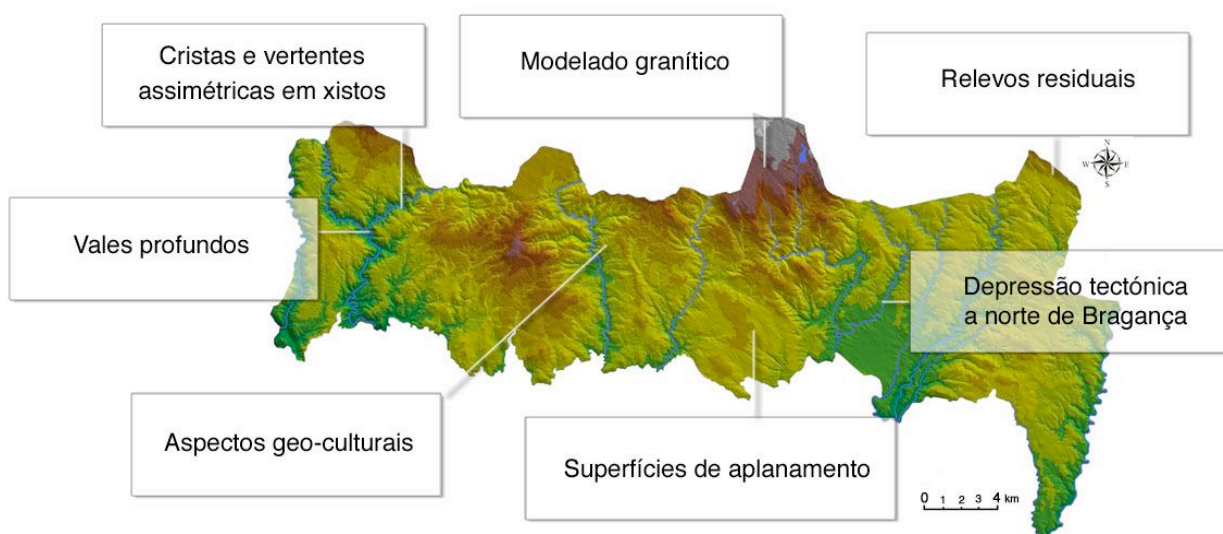 Cristas e vertentes
assimétricas em xistos
Modelado granítico
Relevos residuais
N
W E
S
Vales profundos
Depressão tectónica
a norte de Bragança
Aspectos geo-culturais
Superfícies de aplanamento
0 1 2 3 4 km